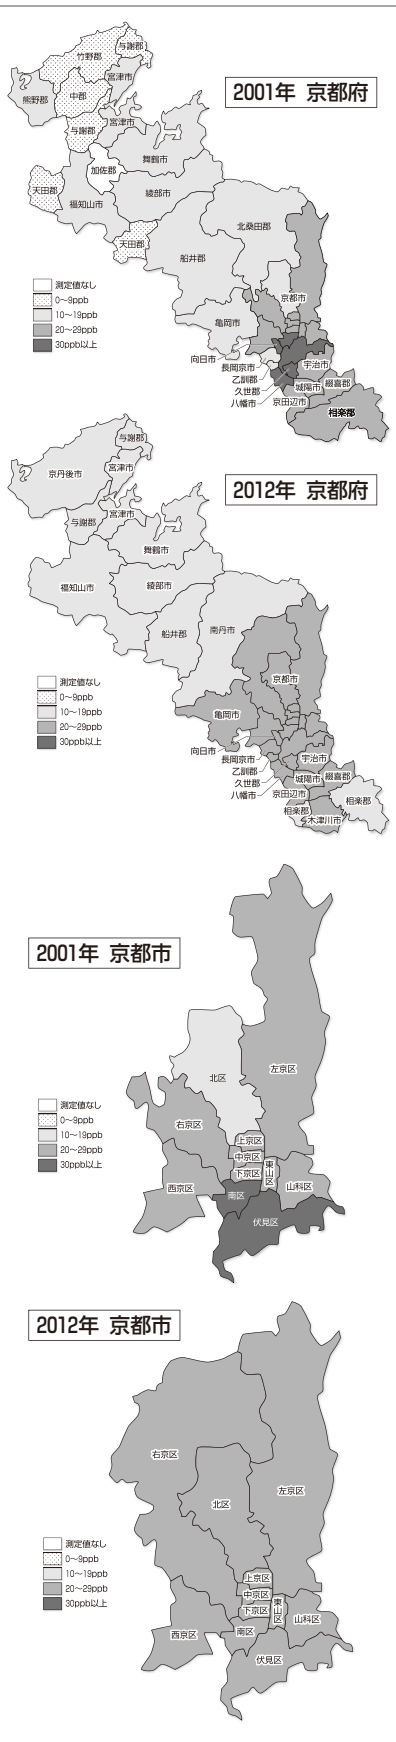 2001年 京都府
竹野郡
与謝郡
宮津市
熊野郡
中郡
宮津市
与謝郡
舞鶴市
加佐郡
天田郡
綾部市
福知山市
北桑田郡
天田郡
船井郡
測定値なし
0〜9ppb
10〜19ppb
20〜29ppb
30ppb以上
京都市
亀岡市
向日市
長岡京市
乙訓郡
久世郡
八幡市
宇治市
城陽市
綴喜郡
京田辺市
相楽郡
2012年 京都府
与謝郡
京丹後市
宮津市
宮津市
与謝郡
舞鶴市
福知山市
綾部市
船井郡
南丹市
測定値なし
0〜9ppb
10〜19ppb
20〜29ppb
30ppb以上
京都市
亀岡市
向日市
長岡京市
乙訓郡
久世郡
八幡市
宇治市
城陽市
綴喜郡
京田辺市
相楽郡
相楽郡
木津川市
2001年 京都市
測定値なし
0〜9ppb
10〜19ppb
20〜29ppb
30ppb以上
北区
左京区
右京区
上京区
中京区
下京区
東山区
山科区
西京区
南区
伏見区
2012年 京都市
右京区
北区
左京区
測定値なし
0〜9ppb
10〜19ppb
20〜29ppb
30ppb以上
上京区
中京区
下京区
東山区
山科区
西京区
南区
伏見区